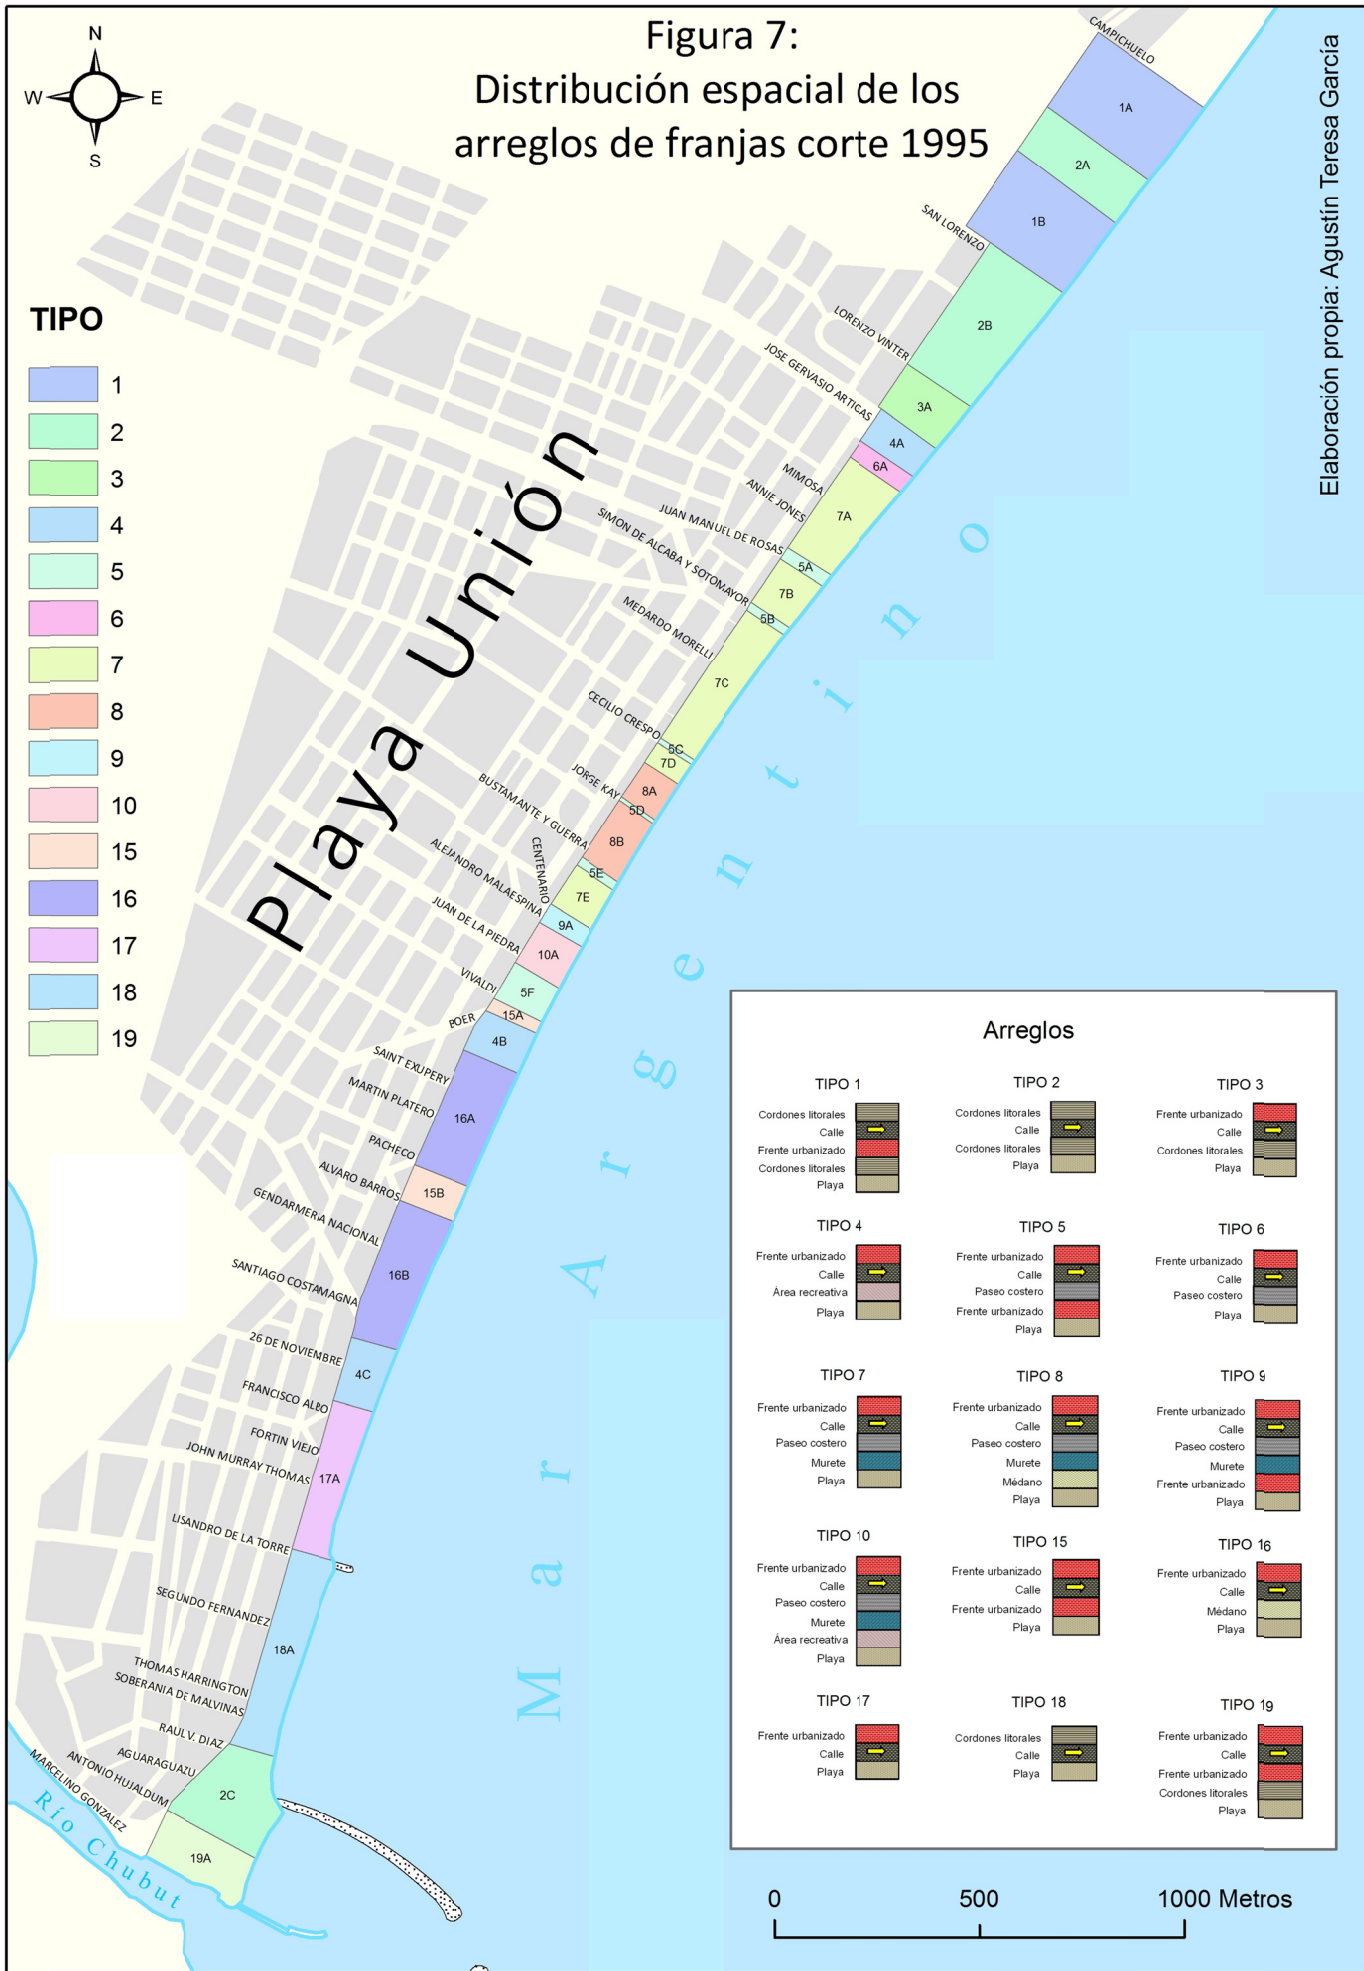 Figura 7:
Distribución espacial de los
arreglos de franjas corte 1995
Elaboración propia: Agustín Teresa García
N
W
E
S
TIPO
1
2
3
4
5
6
7
8
9
10
15
16
17
18
19
Playa Unión
Mar Argentino
Río Chubut
CAMPICHUELO
SAN LORENZO
LORENZO VINTER
JOSE GERVASIO ARTIGAS
MIMOSA
ANNIE JONES
JUAN MANUEL DE ROSAS
SIMON DE ALCABA Y SOTOMAYOR
MEDARDO MORELLI
CECILIO CRESPO
JORGE KAY
BUSTAMANTE Y GUERRA
CENTENARIO
ALEJANDRO MALAESPINA
JUAN DE LA PIEDRA
VIVALDI
SAINT EXUPERY
MARTIN PLATERO
PACHECO
ALVARO BARROS
GENDARMERIA NACIONAL
SANTIAGO COSTAMAGNA
26 DE NOVIEMBRE
FRANCISCO ALBO
FORTIN VIEJO
JOHN MURRAY THOMAS
LISANDRO DE LA TORRE
SEGUNDO FERNANDEZ
THOMAS HARRINGTON
SOBERANIA DE MALVINAS
RAUL V. DIAZ
AGUARAGUAZU
ANTONIO HUJALDUM
MARCELINO GONZALEZ
1A
2A
1B
2B
3A
4A
6A
7A
5A
7B
5B
7C
5C
7D
8A
5D
8B
5E
7E
9A
10A
5F
15A
4B
16A
15B
16B
4C
17A
18A
2C
19A
Arreglos
TIPO 1
Cordones litorales
Calle
Frente urbanizado
Cordones litorales
Playa
TIPO 2
Cordones litorales
Calle
Cordones litorales
Playa
TIPO 3
Frente urbanizado
Calle
Cordones litorales
Playa
TIPO 4
Frente urbanizado
Calle
Área recreativa
Playa
TIPO 5
Frente urbanizado
Calle
Paseo costero
Frente urbanizado
Playa
TIPO 6
Frente urbanizado
Calle
Paseo costero
Playa
TIPO 7
Frente urbanizado
Calle
Paseo costero
Murete
Playa
TIPO 8
Frente urbanizado
Calle
Paseo costero
Murete
Médano
Playa
TIPO 9
Frente urbanizado
Calle
Paseo costero
Murete
Frente urbanizado
Playa
TIPO 10
Frente urbanizado
Calle
Paseo costero
Murete
Área recreativa
Playa
TIPO 15
Frente urbanizado
Calle
Frente urbanizado
Playa
TIPO 16
Frente urbanizado
Calle
Médano
Playa
TIPO 17
Frente urbanizado
Calle
Playa
TIPO 18
Cordones litorales
Calle
Playa
TIPO 19
Frente urbanizado
Calle
Frente urbanizado
Cordones litorales
Playa
0
500
1000 Metros